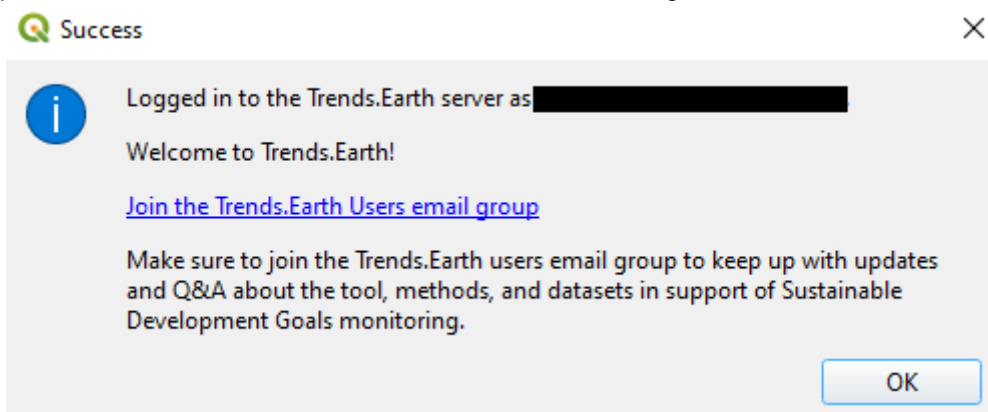 Success
Logged in to the Trends.Earth server as
Welcome to Trends.Earth!
Join the Trends.Earth Users email group
Make sure to join the Trends.Earth users email group to keep up with updates
and Q&A about the tool, methods, and datasets in support of Sustainable
Development Goals monitoring.
OK